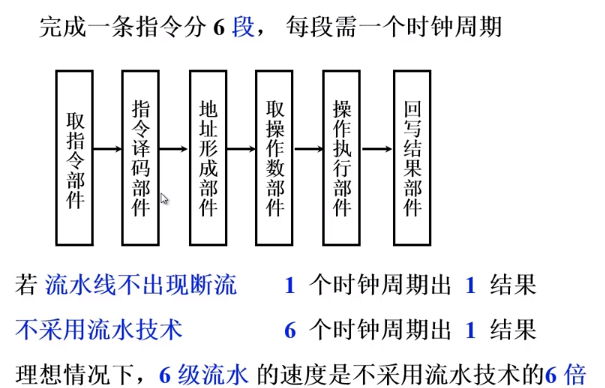 完成一条指令分 6 段， 每段需一个时钟周期
取指令部件
指令译码部件
地址形成部件
取操作数部件
操作执行部件
回写结果部件
若 流水线不出现断流 1 个时钟周期出 1 结果
不采用流水技术 6 个时钟周期出 1 结果
理想情况下，6 级流水 的速度是不采用流水技术的6 倍